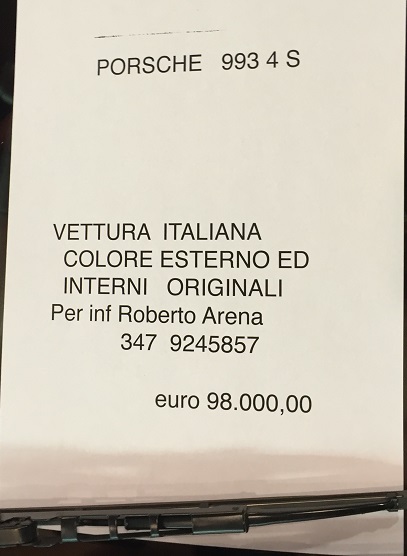 PORSCHE 993 4 S
VETTURA ITALIANA
COLORE ESTERNO ED
INTERNI ORIGINALI
Per inf Roberto Arena
347 9245857
euro 98.000,00